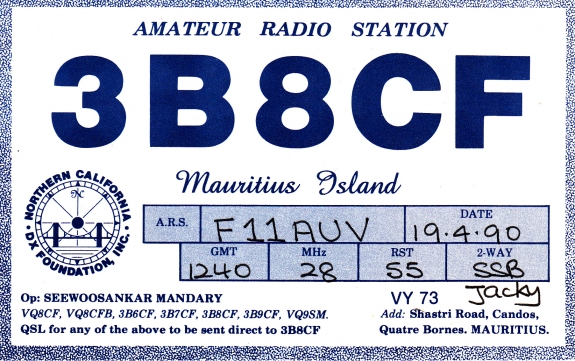 AMATEUR RADIO STATION
3B8CF
Mauritius Island
NORTHERN CALIFORNIA
· DX FOUNDATION, INC. ·
N
A.R.S. F11AUV DATE 19.4.90
GMT MHz RST 2-WAY
1240 28 55 SSB
Op: SEEWOOSANKAR MANDARY VY 73 Jacky
VQ8CF, VQ8CFB, 3B6CF, 3B7CF, 3B8CF, 3B9CF, VQ9SM. Add: Shastri Road, Candos,
QSL for any of the above to be sent direct to 3B8CF Quatre Bornes. MAURITIUS.